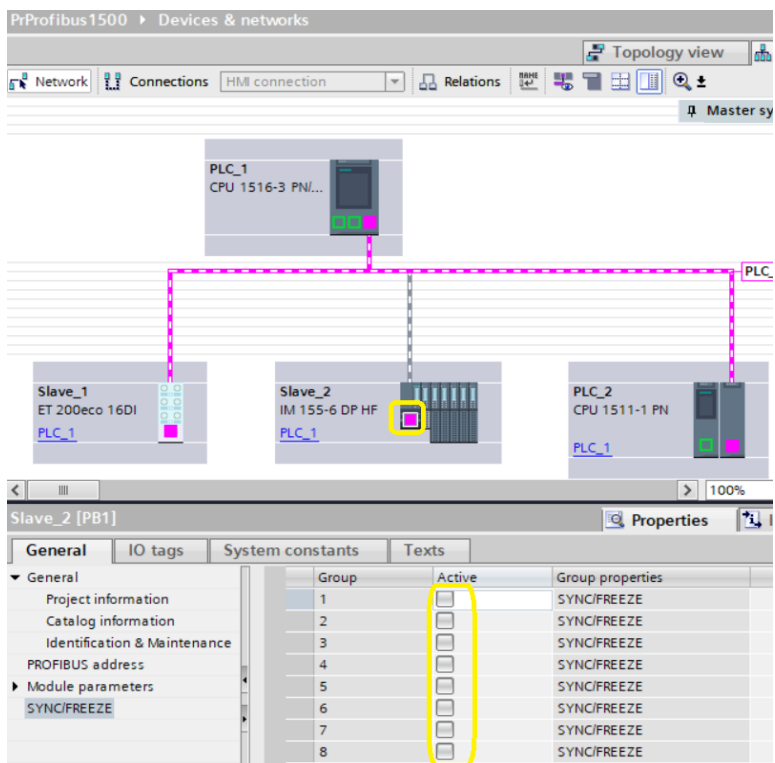 PrProfibus1500 ▸ Devices & networks
Topology view
Network Connections HMI connection Relations
Master sy
PLC_1
CPU 1516-3 PN/...
PLC_
Slave_1
ET 200eco 16DI
PLC_1
Slave_2
IM 155-6 DP HF
PLC_1
PLC_2
CPU 1511-1 PN
PLC_1
100%
Slave_2 [PB1]
Properties
General IO tags System constants Texts
General
Project information
Catalog information
Identification & Maintenance
PROFIBUS address
Module parameters
SYNC/FREEZE
Group Active Group properties
1 SYNC/FREEZE
2 SYNC/FREEZE
3 SYNC/FREEZE
4 SYNC/FREEZE
5 SYNC/FREEZE
6 SYNC/FREEZE
7 SYNC/FREEZE
8 SYNC/FREEZE